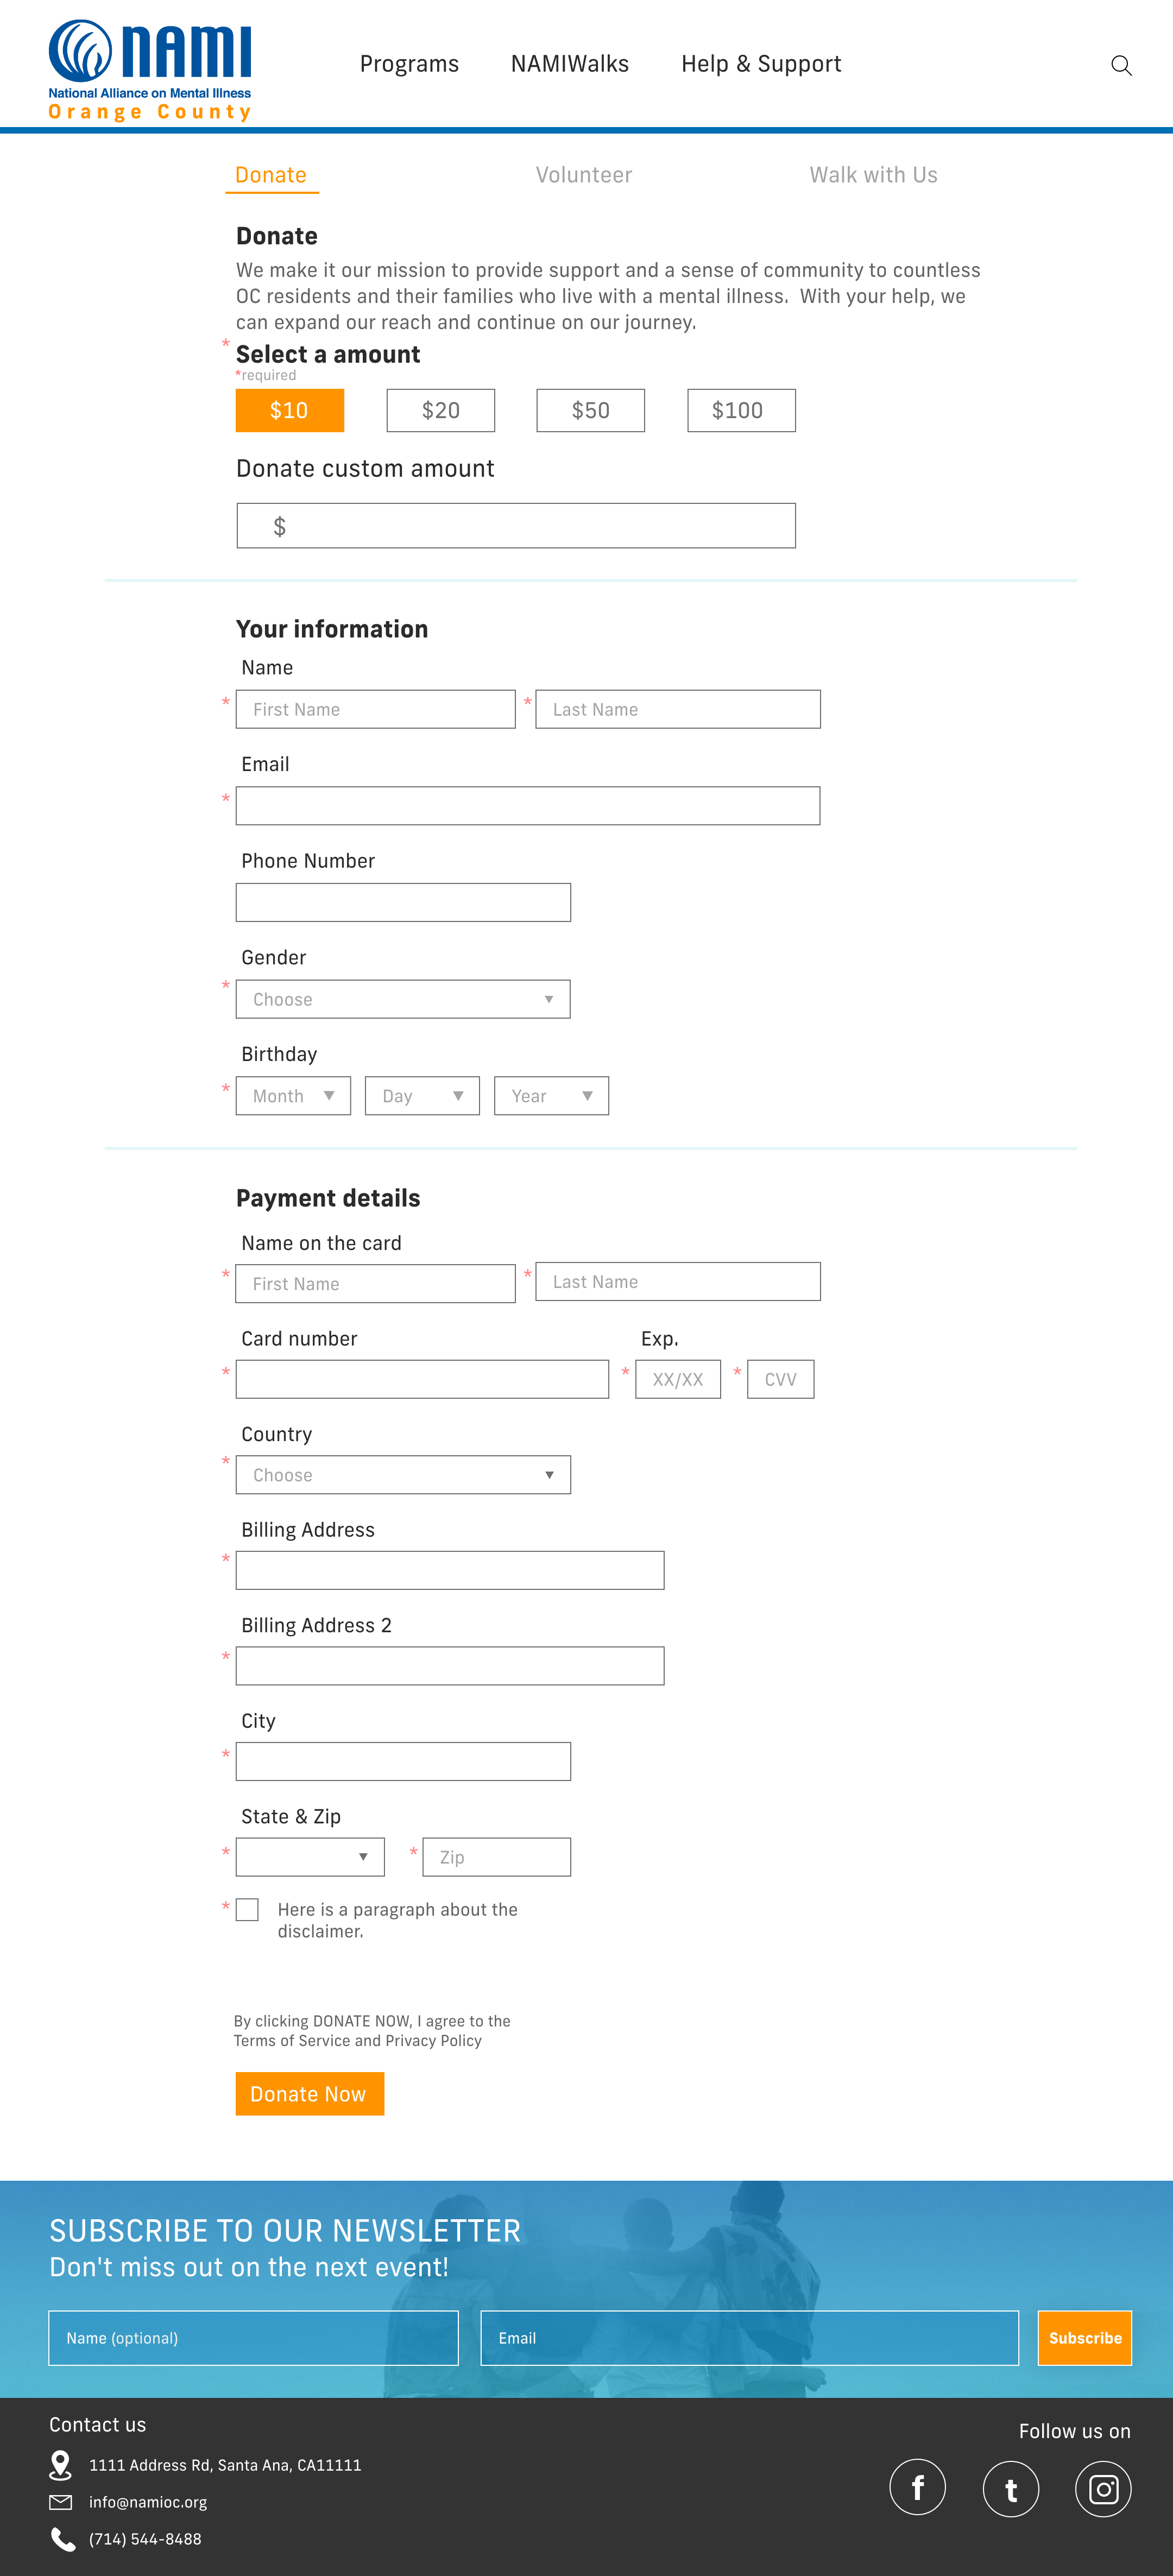 nAMI
National Alliance on Mental Illness
Orange County
Programs NAMIWalks Help & Support
Donate Volunteer Walk with Us
Donate
We make it our mission to provide support and a sense of community to countless
OC residents and their families who live with a mental illness.  With your help, we
can expand our reach and continue on our journey.
* Select a amount
*required
$10 $20 $50 $100
Donate custom amount
$
Your information
Name
* First Name * Last Name
Email
*
Phone Number
Gender
* Choose
Birthday
* Month Day Year
Payment details
Name on the card
* First Name * Last Name
Card number Exp.
* * XX/XX * CVV
Country
* Choose
Billing Address
*
Billing Address 2
*
City
*
State & Zip
* * Zip
* Here is a paragraph about the
disclaimer.
By clicking DONATE NOW, I agree to the
Terms of Service and Privacy Policy
Donate Now
SUBSCRIBE TO OUR NEWSLETTER
Don't miss out on the next event!
Name (optional) Email Subscribe
Contact us
Follow us on
1111 Address Rd, Santa Ana, CA11111
f t
info@namioc.org
(714) 544-8488